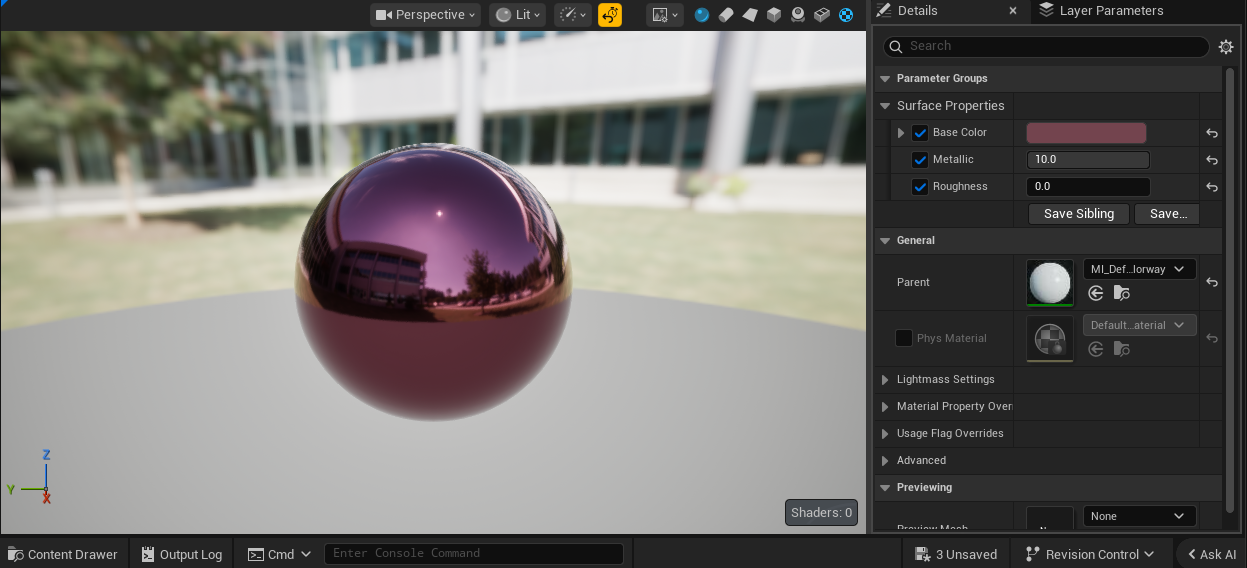 Perspective
Lit
Details
Layer Parameters
Search
Parameter Groups
Surface Properties
Base Color
Metallic
10.0
Roughness
0.0
Save Sibling
Save...
General
Parent
MI_Def...lorway
Phys Material
Default...aterial
Lightmass Settings
Material Property Over
Usage Flag Overrides
Advanced
Previewing
Preview Mesh
None
Z
Y
X
Shaders: 0
Content Drawer
Output Log
Cmd
Enter Console Command
3 Unsaved
Revision Control
Ask AI